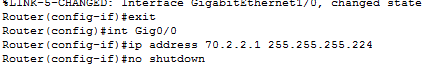 %LINK-5-CHANGED: Interface GigabitEthernet1/0, changed state
Router(config-if)#exit
Router(config)#int Gig0/0
Router(config-if)#ip address 70.2.2.1 255.255.255.224
Router(config-if)#no shutdown